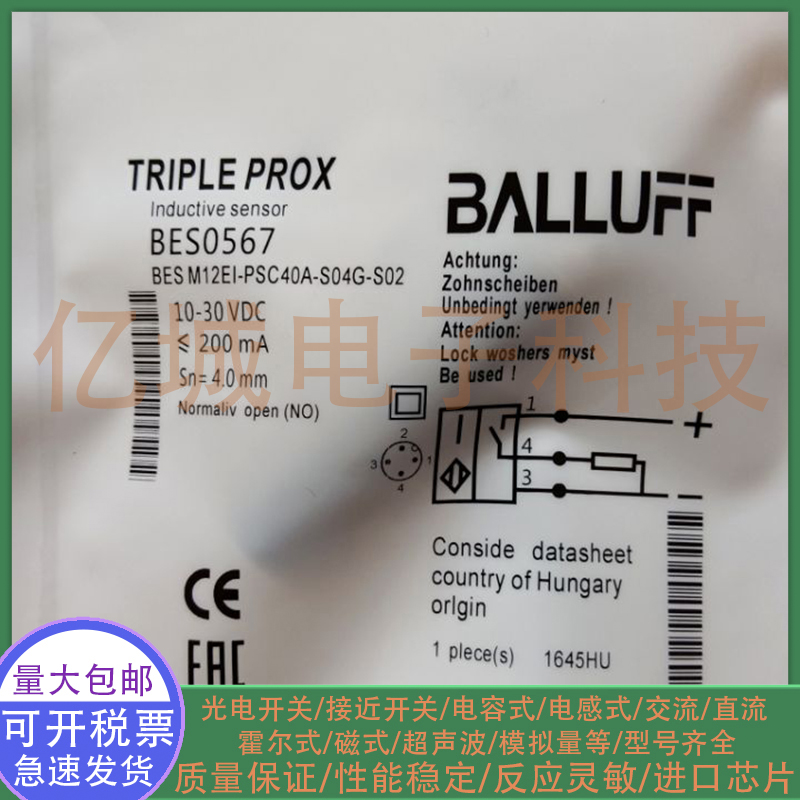 TRIPLE PROX
Inductive sensor
BES0567
BES M12EI-PSC40A-S04G-S02
10-30 VDC
≤ 200 mA
Sn= 4.0 mm
Normaliv open (NO)
BALLUFF
Achtung:
Zohnscheiben
Unbedingt yerwenden !
Attention:
Lock woshers myst
Be used !
亿城电子科技
1
+
4
3
−
2
3
1
4
Conside datasheet
country of Hungary
orlgin
1 plece(s) 1645HU
CE
EAC
量大包邮
可开税票
急速发货
光电开关/接近开关/电容式/电感式/交流/直流
霍尔式/磁式/超声波/模拟量等/型号齐全
质量保证/性能稳定/反应灵敏/进口芯片